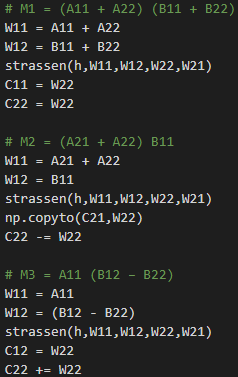 # M1 = (A11 + A22) (B11 + B22)
W11 = A11 + A22
W12 = B11 + B22
strassen(h,W11,W12,W22,W21)
C11 = W22
C22 = W22

# M2 = (A21 + A22) B11
W11 = A21 + A22
W12 = B11
strassen(h,W11,W12,W22,W21)
np.copyto(C21,W22)
C22 -= W22

# M3 = A11 (B12 – B22)
W11 = A11
W12 = (B12 - B22)
strassen(h,W11,W12,W22,W21)
C12 = W22
C22 += W22